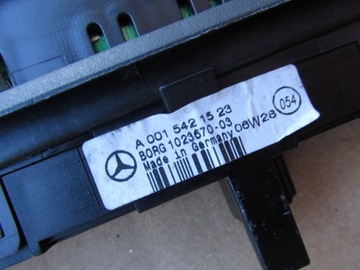 A 001 542 15 23
BORG 1023670-03 06W28 054
Made in Germany